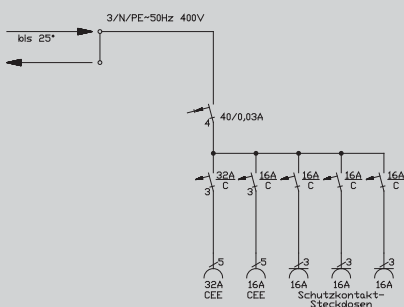 3/N/PE~50Hz 400V
bis 25°
40/0,03A
4
32A 16A 16A 16A 16A
C C C C C
3 3
5 5 3 3 3
32A 16A 16A 16A 16A
CEE CEE Schutzkontakt-
Steckdosen